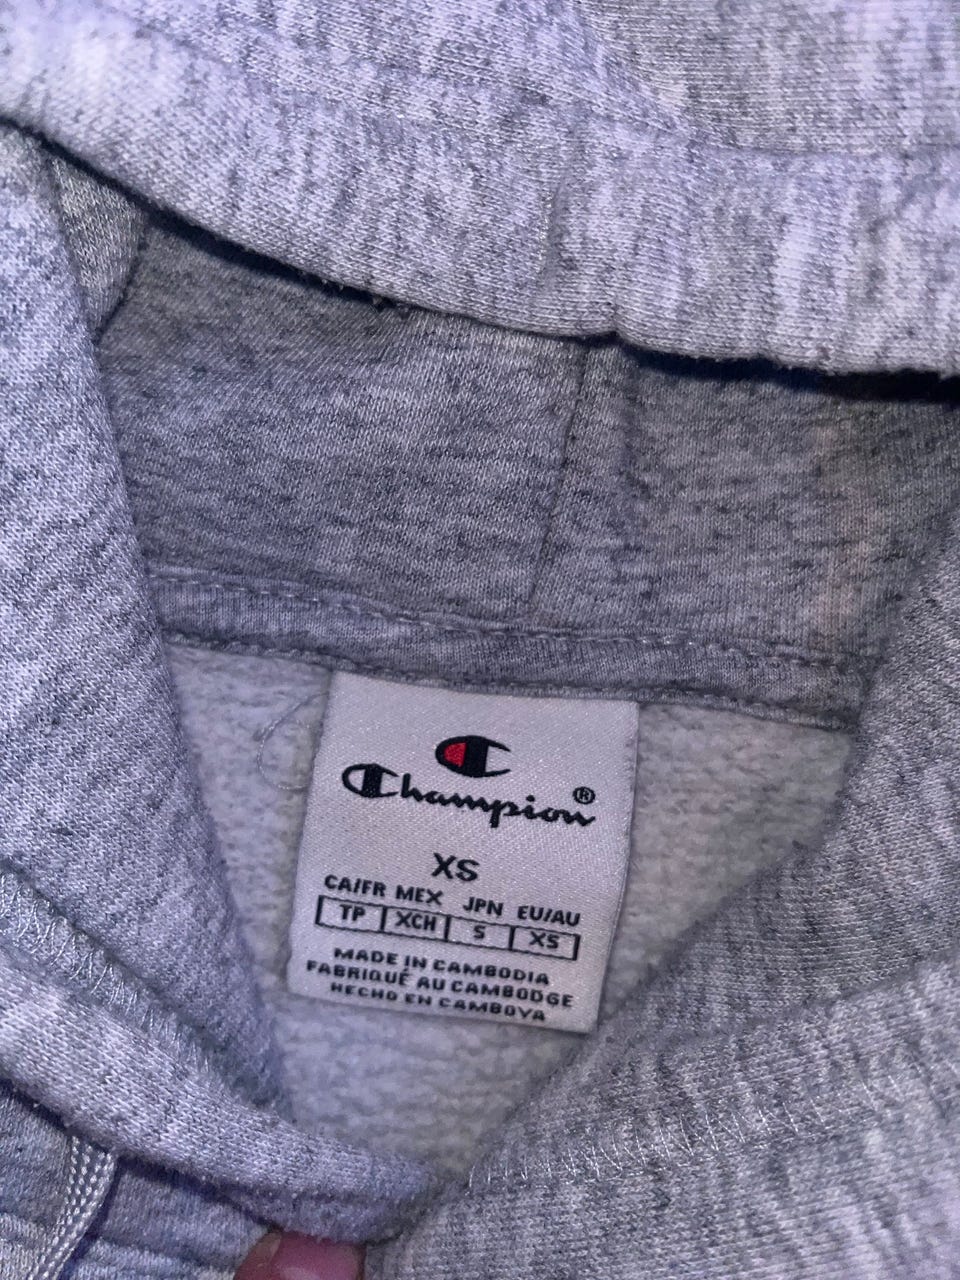 Champion®
XS
CA/FR MEX JPN EU/AU
TP XCH S XS
MADE IN CAMBODIA
FABRIQUÉ AU CAMBODGE
HECHO EN CAMBOYA